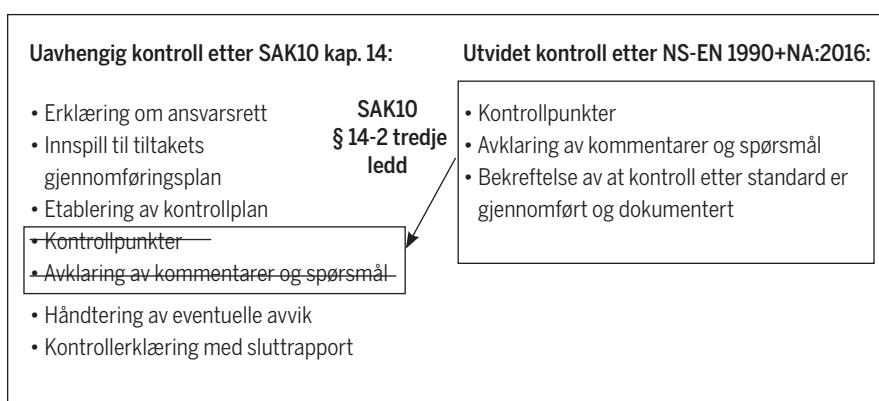 Uavhengig kontroll etter SAK10 kap. 14:
• Erklæring om ansvarsrett
• Innspill til tiltakets
gjennomføringsplan
• Etablering av kontrollplan
• Kontrollpunkter
• Avklaring av kommentarer og spørsmål
• Håndtering av eventuelle avvik
• Kontrollerklæring med sluttrapport
SAK10
§ 14-2 tredje
ledd
Utvidet kontroll etter NS-EN 1990+NA:2016:
• Kontrollpunkter
• Avklaring av kommentarer og spørsmål
• Bekreftelse av at kontroll etter standard er
gjennomført og dokumentert